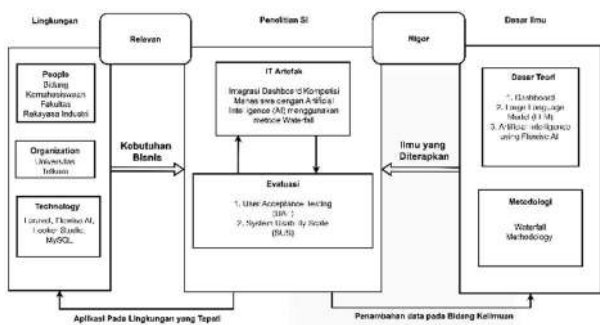 Lingkungan
Penelitian SI
Dasar Ilmu
Relevan
Rigor
People
Bidang
Kemahasiswaan
Fakultas
Rekayasa Industri
Organization
Universitas
Telkom
Technology
Laravel, Flowise AI,
Looker Studio,
MySQL
Kebutuhan
Bisnis
IT Artefak
Integrasi Dashboard Kompetisi
Mahasiswa dengan Artificial
Intelligence (AI) menggunakan
metode Waterfall
Evaluasi
1. User Acceptance Testing
(UAT)
2. System Usability Scale
(SUS)
Ilmu yang
Diterapkan
Dasar Teori
1. Dashboard
2. Large Language
Model (LLM)
3. Artificial Intelligence
using Flowise AI
Metodologi
Waterfall
Methodology
Aplikasi Pada Lingkungan yang Tepati
Penambahan data pada Bidang Keilmuan